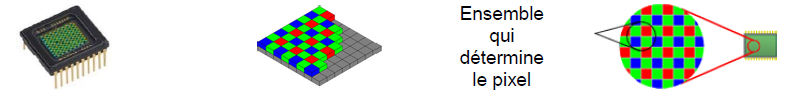 Ensemble
qui
détermine
le pixel